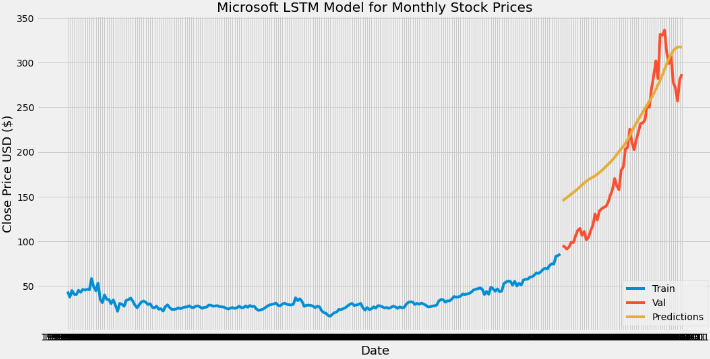 Microsoft LSTM Model for Monthly Stock Prices
Close Price USD ($)
350
300
250
200
150
100
50
Train
Val
Predictions
Date